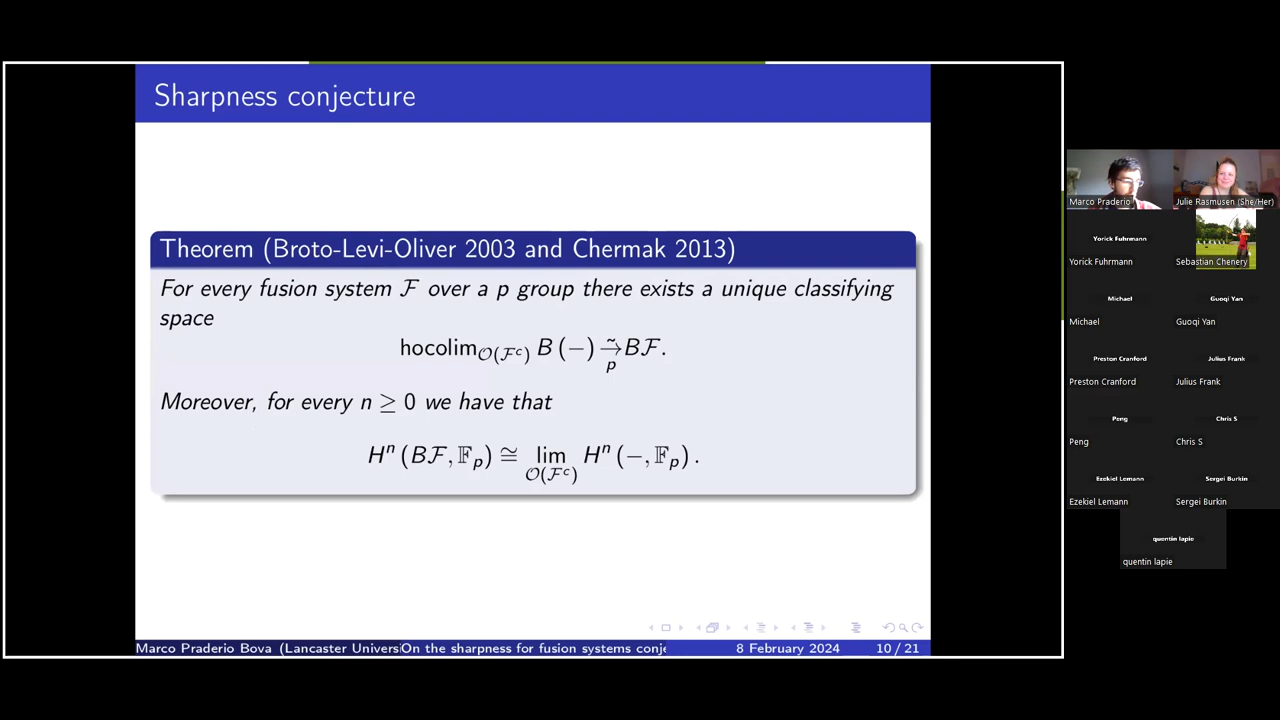 Sharpness conjecture
Theorem (Broto-Levi-Oliver 2003 and Chermak 2013)
For every fusion system ℱ over a p group there exists a unique classifying
space
hocolim_{𝒪(ℱ^c)} B (−) →̃_p Bℱ.
Moreover, for every n ≥ 0 we have that
H^n (Bℱ, 𝔽_p) ≅ lim_{𝒪(ℱ^c)} H^n (−, 𝔽_p) .
Marco Praderio Bova (Lancaster Universi
On the sharpness for fusion systems conje
8 February 2024
10 / 21
Marco Praderio
Julie Rasmusen (She/Her)
Yorick Fuhrmann
Yorick Fuhrmann
Sebastian Chenery
Michael
Michael
Guoqi Yan
Guoqi Yan
Preston Cranford
Preston Cranford
Julius Frank
Julius Frank
Peng
Peng
Chris S
Chris S
Ezekiel Lemann
Ezekiel Lemann
Sergei Burkin
Sergei Burkin
quentin lapie
quentin lapie